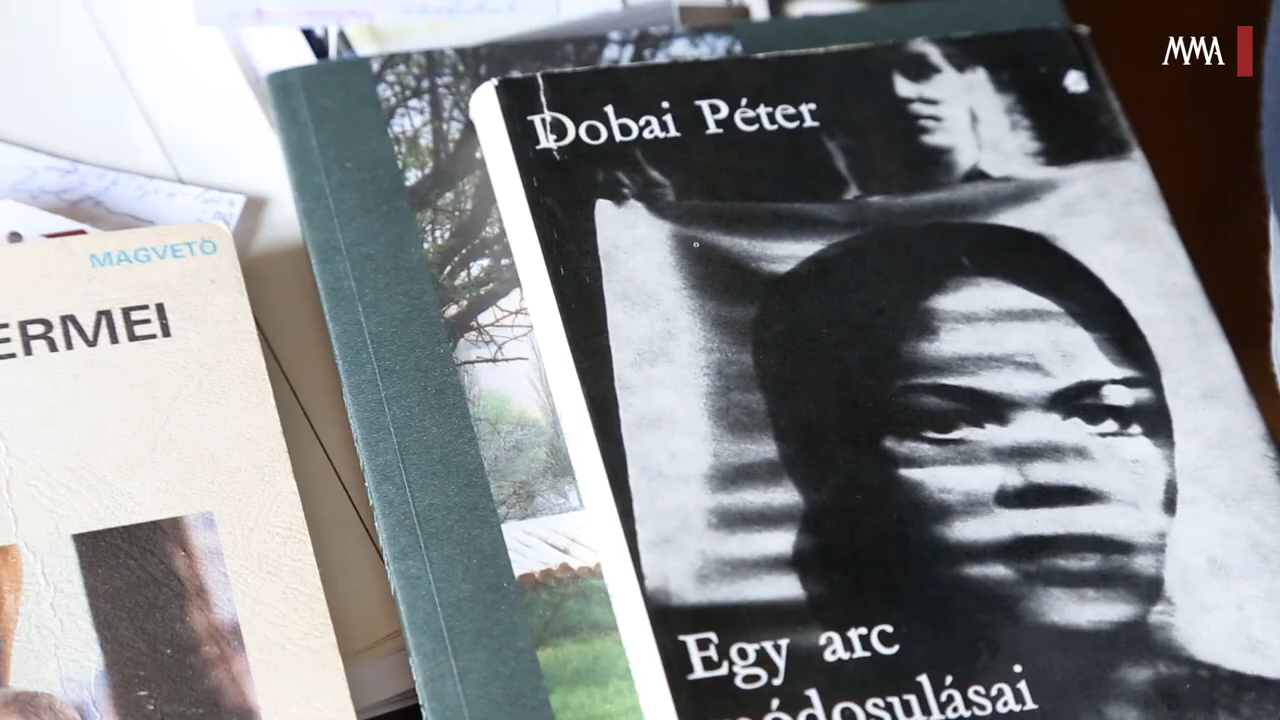 MMA
Dobai Péter
MAGVETŐ
ERMEI
Egy arc
módosulásai